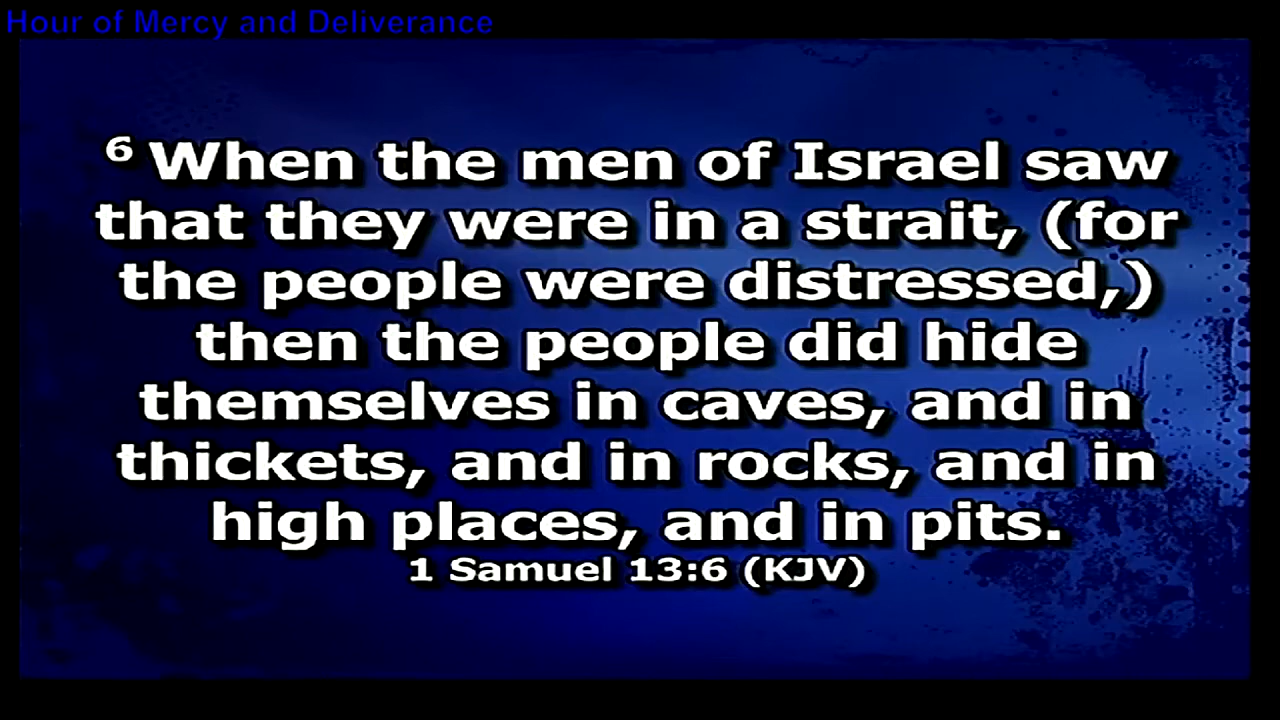 Hour of Mercy and Deliverance
6 When the men of Israel saw
that they were in a strait, (for
the people were distressed,)
then the people did hide
themselves in caves, and in
thickets, and in rocks, and in
high places, and in pits.
1 Samuel 13:6 (KJV)